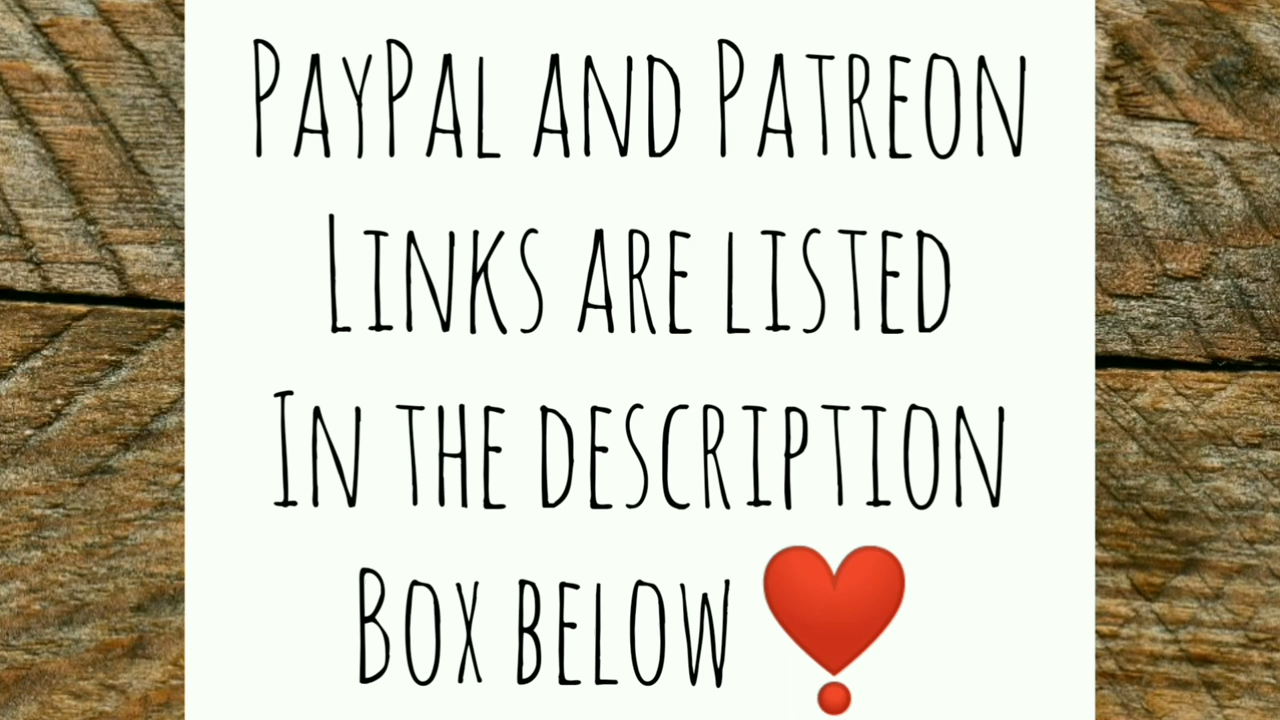 PayPal and Patreon
Links are listed
In the description
Box below ❣️